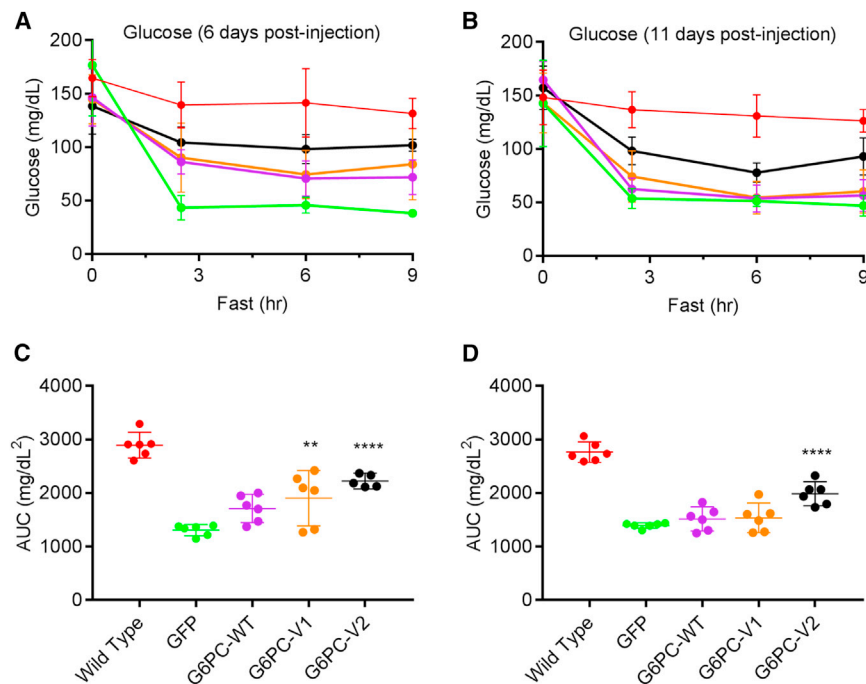 A
Glucose (6 days post-injection)
Glucose (mg/dL)
200
150
100
50
0
0 3 6 9
Fast (hr)
B
Glucose (11 days post-injection)
Glucose (mg/dL)
200
150
100
50
0
0 3 6 9
Fast (hr)
C
AUC (mg/dL²)
4000
3000
2000
1000
0
** ****
Wild Type GFP G6PC-WT G6PC-V1 G6PC-V2
D
AUC (mg/dL²)
4000
3000
2000
1000
0
****
Wild Type GFP G6PC-WT G6PC-V1 G6PC-V2